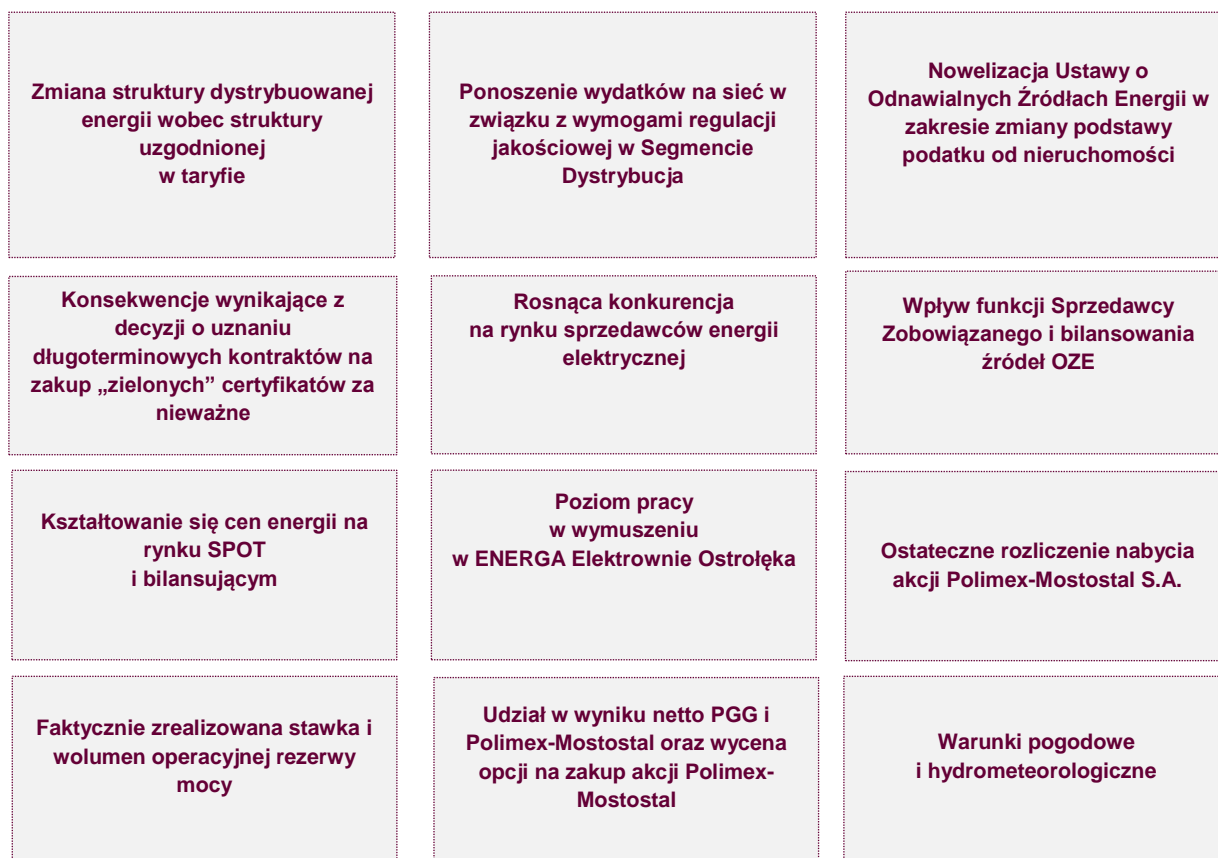 Zmiana struktury dystrybuowanej
energii wobec struktury
uzgodnionej
w taryfie
Ponoszenie wydatków na sieć w
związku z wymogami regulacji
jakościowej w Segmencie
Dystrybucja
Nowelizacja Ustawy o
Odnawialnych Źródłach Energii w
zakresie zmiany podstawy
podatku od nieruchomości
Konsekwencje wynikające z
decyzji o uznaniu
długoterminowych kontraktów na
zakup „zielonych” certyfikatów za
nieważne
Rosnąca konkurencja
na rynku sprzedawców energii
elektrycznej
Wpływ funkcji Sprzedawcy
Zobowiązanego i bilansowania
źródeł OZE
Kształtowanie się cen energii na
rynku SPOT
i bilansującym
Poziom pracy
w wymuszeniu
w ENERGA Elektrownie Ostrołęka
Ostateczne rozliczenie nabycia
akcji Polimex-Mostostal S.A.
Faktycznie zrealizowana stawka i
wolumen operacyjnej rezerwy
mocy
Udział w wyniku netto PGG i
Polimex-Mostostal oraz wycena
opcji na zakup akcji Polimex-
Mostostal
Warunki pogodowe
i hydrometeorologiczne